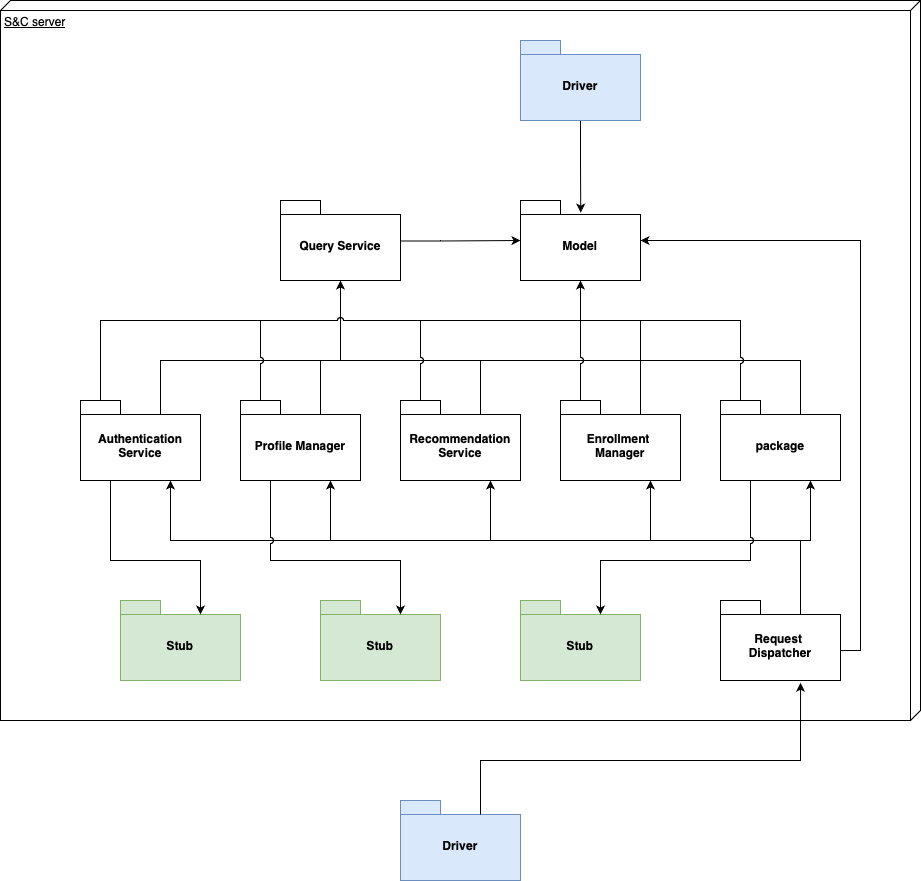 S&C server
Driver
Query Service
Model
Authentication
Service
Profile Manager
Recommendation
Service
Enrollment
Manager
package
Stub
Stub
Stub
Request
Dispatcher
Driver